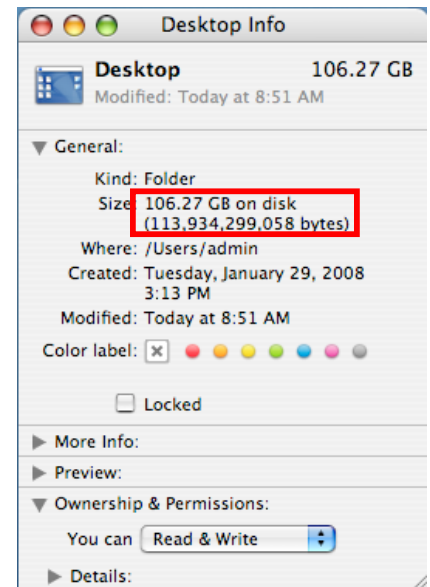 Desktop Info
Desktop 106.27 GB
Modified: Today at 8:51 AM
General:
Kind: Folder
Size: 106.27 GB on disk
(113,934,299,058 bytes)
Where: /Users/admin
Created: Tuesday, January 29, 2008
3:13 PM
Modified: Today at 8:51 AM
Color label:
Locked
More Info:
Preview:
Ownership & Permissions:
You can Read & Write
Details: